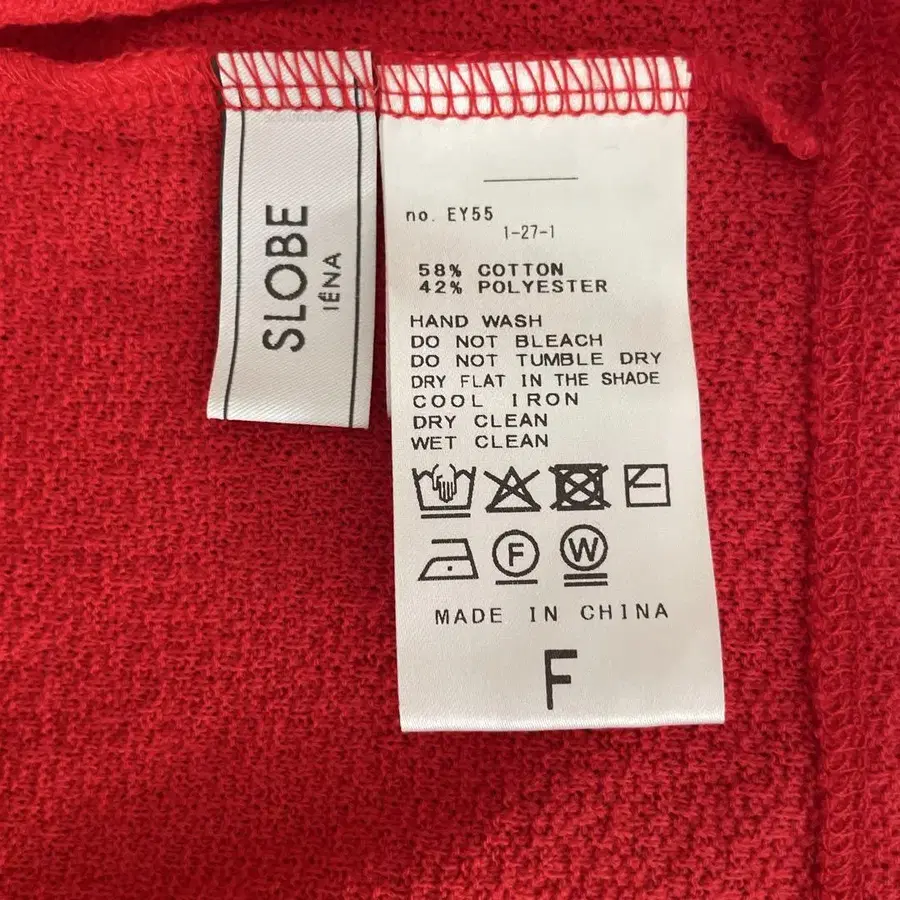 SLOBE
IÉNA
no. EY55
1-27-1
58% COTTON
42% POLYESTER
HAND WASH
DO NOT BLEACH
DO NOT TUMBLE DRY
DRY FLAT IN THE SHADE
COOL IRON
DRY CLEAN
WET CLEAN
F W
MADE IN CHINA
F